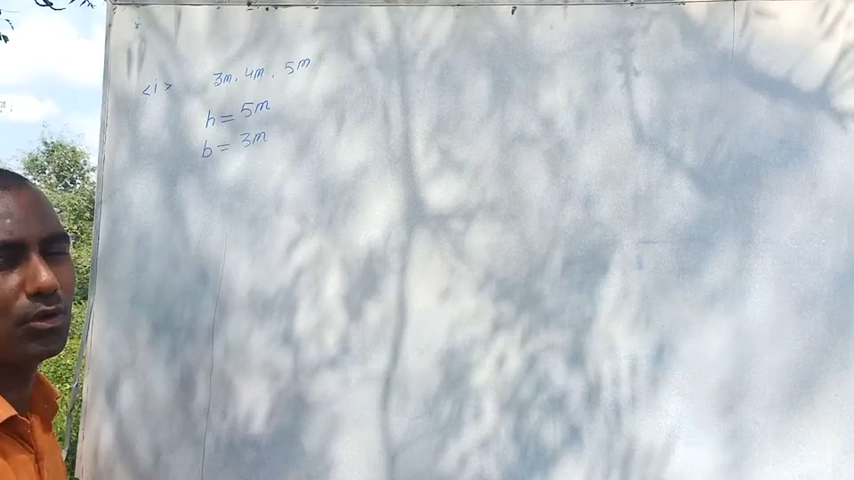 <i> 3m, 4m, 5m
h = 5m
b = 3m